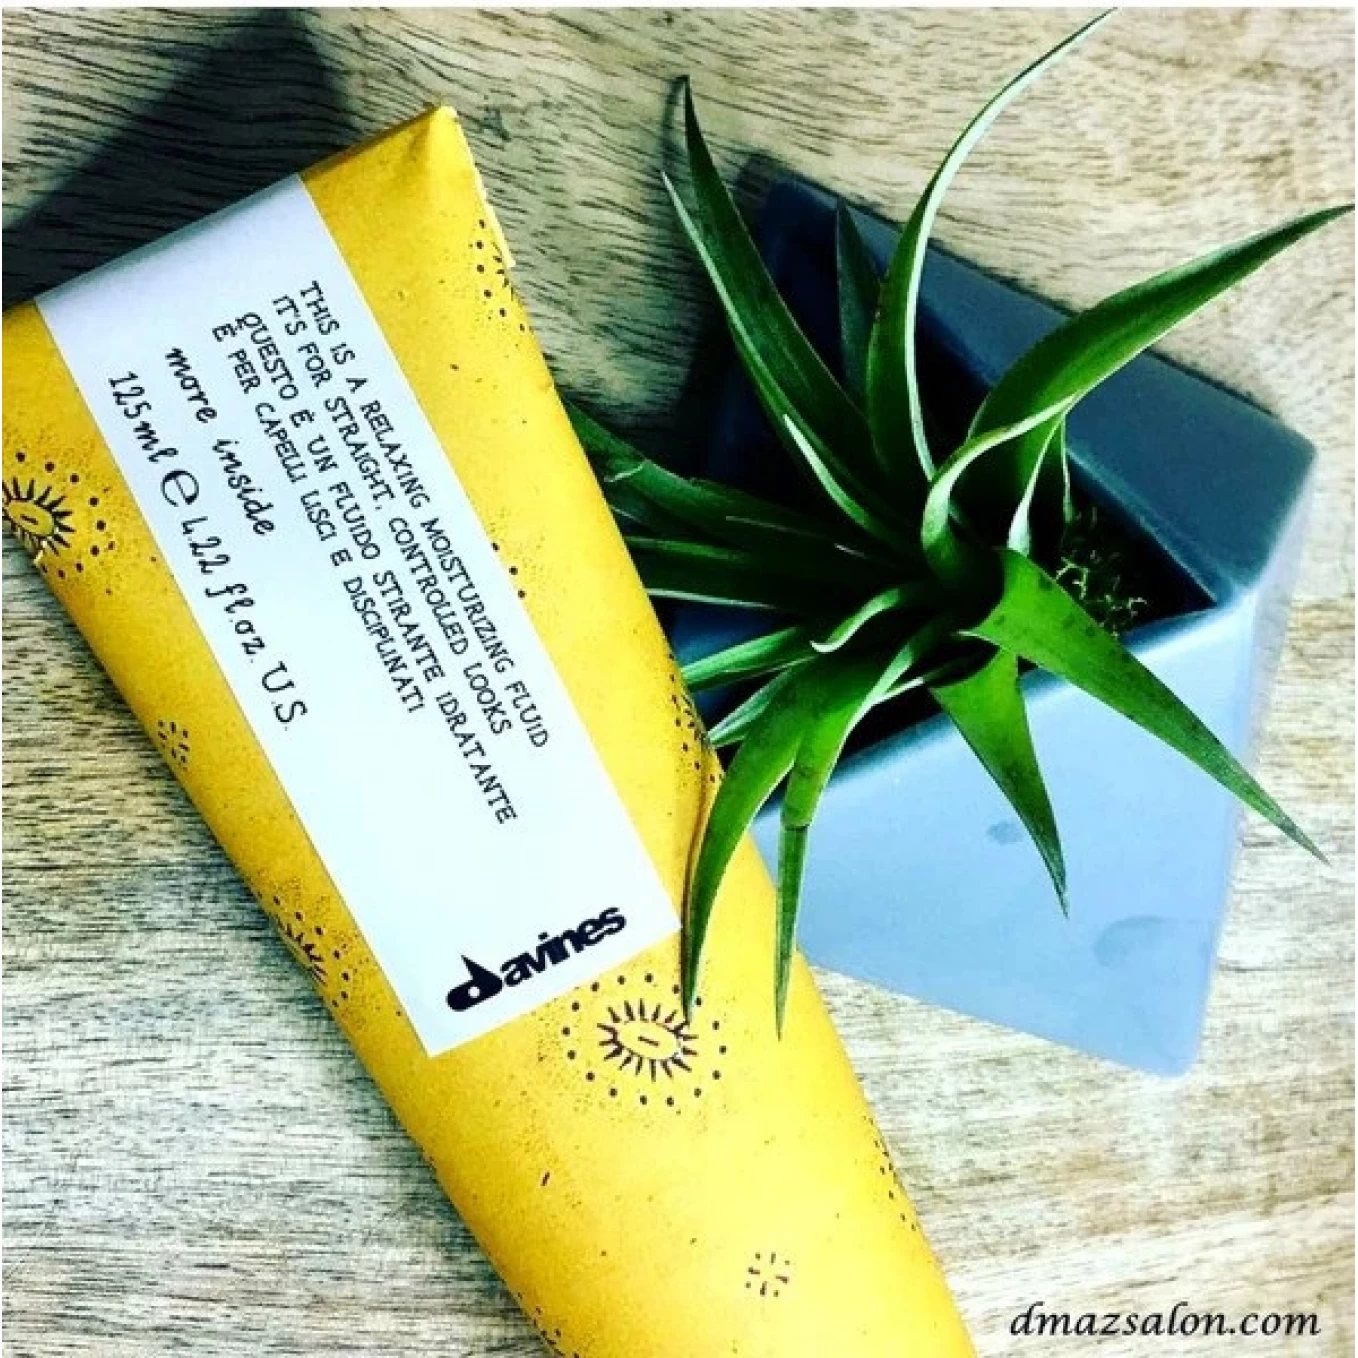 THIS IS A RELAXING MOISTURIZING FLUID
IT'S FOR STRAIGHT, CONTROLLED LOOKS
QUESTO È UN FLUIDO STIRANTE IDRATANTE
È PER CAPELLI LISCI E DISCIPLINATI
more inside
125 ml ℮ 4.22 fl.oz. U.S.
davines
dmazsalon.com